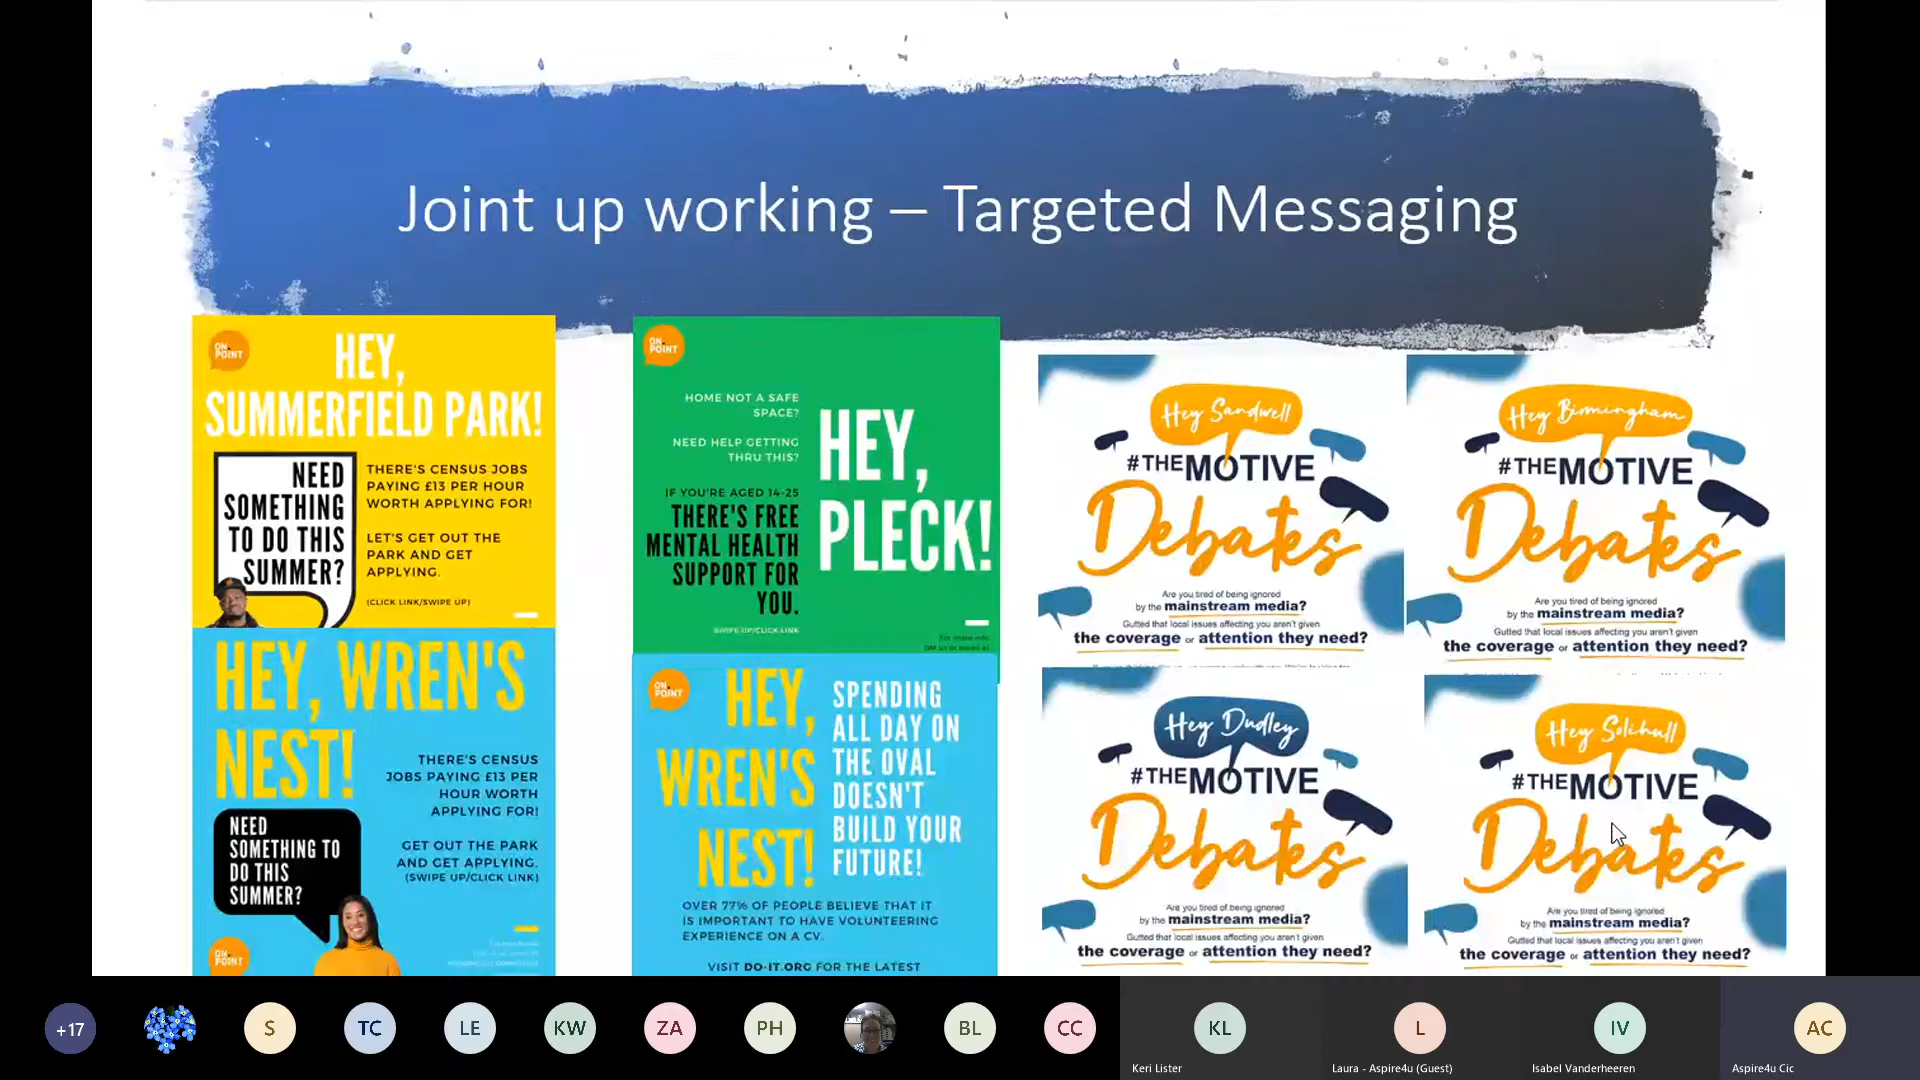 Joint up working – Targeted Messaging
ON POINT
HEY,
SUMMERFIELD PARK!
NEED
SOMETHING
TO DO THIS
SUMMER?
THERE'S CENSUS JOBS
PAYING £13 PER HOUR
WORTH APPLYING FOR!
LET'S GET OUT THE
PARK AND GET
APPLYING.
(CLICK LINK/SWIPE UP)
HEY, WREN'S
NEST!
THERE'S CENSUS
JOBS PAYING £13 PER
HOUR WORTH
APPLYING FOR!
GET OUT THE PARK
AND GET APPLYING.
(SWIPE UP/CLICK LINK)
NEED
SOMETHING TO
DO THIS
SUMMER?
ON POINT
ON POINT
HOME NOT A SAFE
SPACE?
NEED HELP GETTING
THRU THIS?
IF YOU'RE AGED 14-25
THERE'S FREE
MENTAL HEALTH
SUPPORT FOR
YOU.
SWIPE UP/CLICK LINK
HEY,
PLECK!
For more info
ON POINT
HEY,
WREN'S
NEST!
SPENDING
ALL DAY ON
THE OVAL
DOESN'T
BUILD YOUR
FUTURE!
OVER 77% OF PEOPLE BELIEVE THAT IT
IS IMPORTANT TO HAVE VOLUNTEERING
EXPERIENCE ON A CV.
VISIT DO-IT.ORG FOR THE LATEST
Hey Sandwell
#THEMOTIVE
Debates
Are you tired of being ignored
by the mainstream media?
Gutted that local issues affecting you aren't given
the coverage or attention they need?
Hey Birmingham
#THEMOTIVE
Debates
Are you tired of being ignored
by the mainstream media?
Gutted that local issues affecting you aren't given
the coverage or attention they need?
Hey Dudley
#THEMOTIVE
Debates
Are you tired of being ignored
by the mainstream media?
Gutted that local issues affecting you aren't given
the coverage or attention they need?
Hey Solihull
#THEMOTIVE
Debates
Are you tired of being ignored
by the mainstream media?
Gutted that local issues affecting you aren't given
the coverage or attention they need?
+17
S
TC
LE
KW
ZA
PH
BL
CC
KL
L
IV
AC
Keri Lister
Laura - Aspire4u (Guest)
Isabel Vanderheeren
Aspire4u Cic